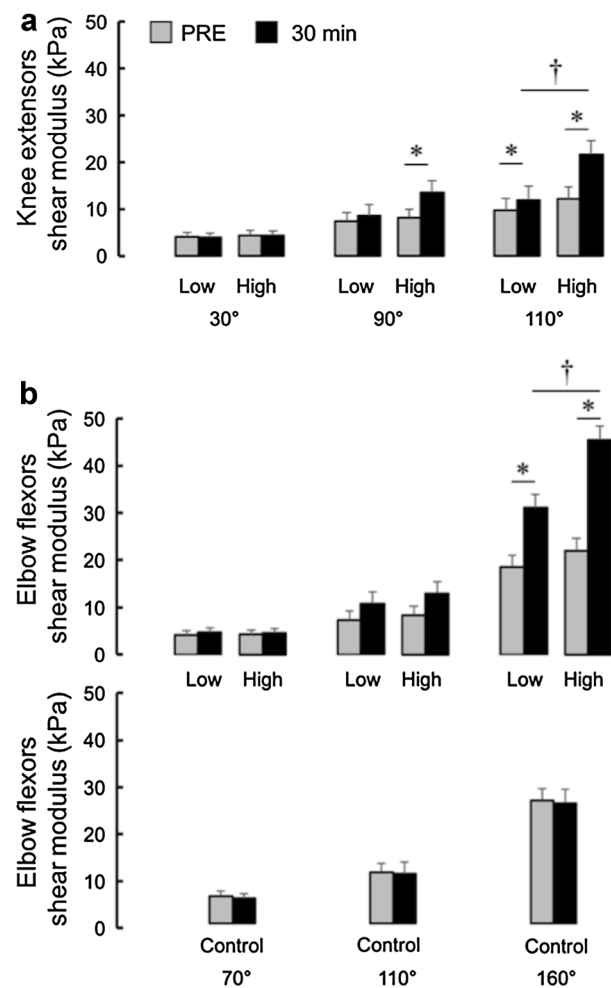 a
PRE
30 min
Knee extensors
shear modulus (kPa)
50
40
30
20
10
0
*
*
†
*
Low
High
Low
High
Low
High
30°
90°
110°
b
Elbow flexors
shear modulus (kPa)
50
40
30
20
10
0
*
†
*
Low
High
Low
High
Low
High
Elbow flexors
shear modulus (kPa)
50
40
30
20
10
0
Control
Control
Control
70°
110°
160°